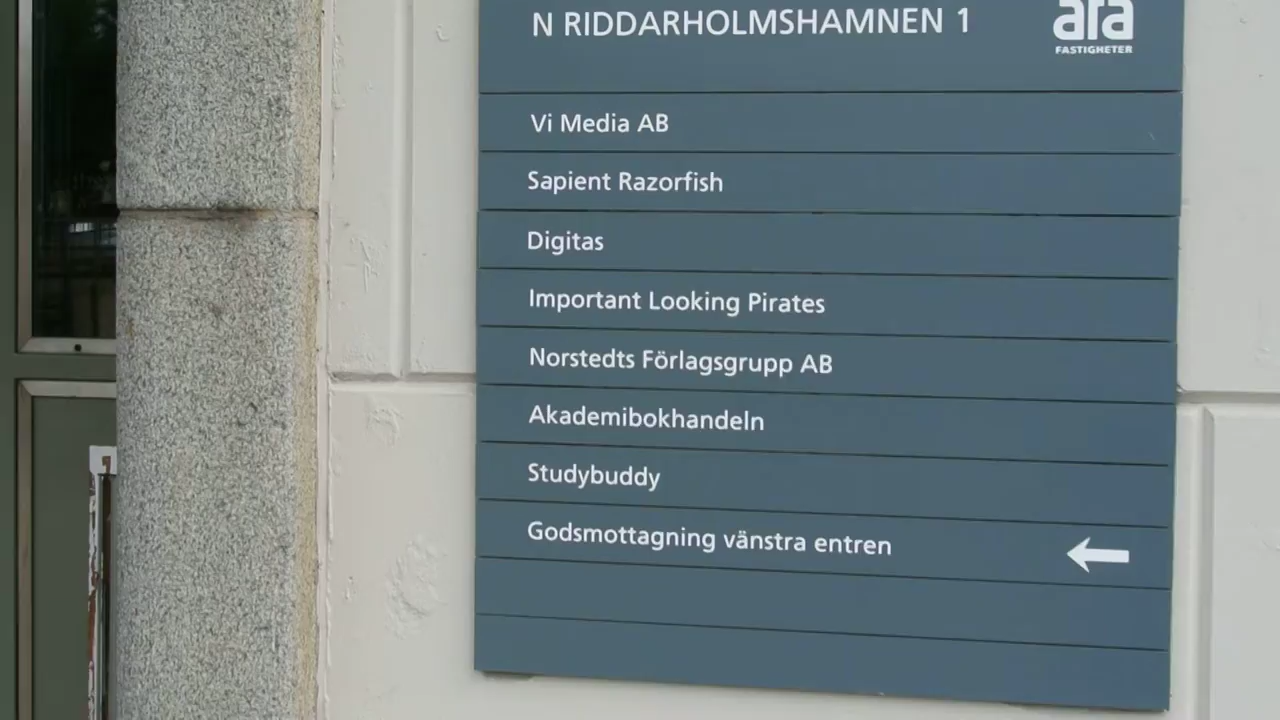 N RIDDARHOLMSHAMNEN 1
afa
FASTIGHETER
Vi Media AB
Sapient Razorfish
Digitas
Important Looking Pirates
Norstedts Förlagsgrupp AB
Akademibokhandeln
Studybuddy
Godsmottagning vänstra entren